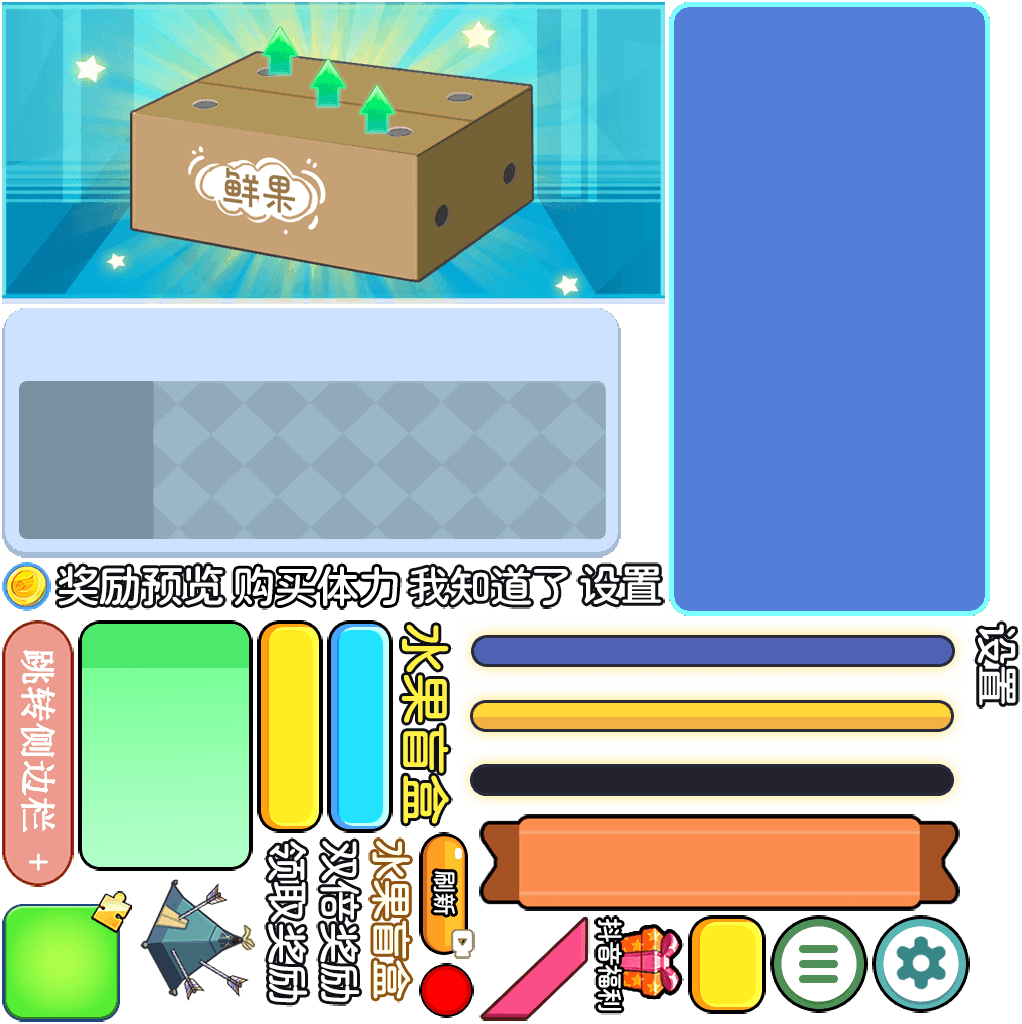 鲜果
奖励预览 购买体力 我知道了 设置
跳转侧边栏 +
水果盲盒
设置
领取奖励
双倍奖励
水果盲盒
刷新
抖音福利